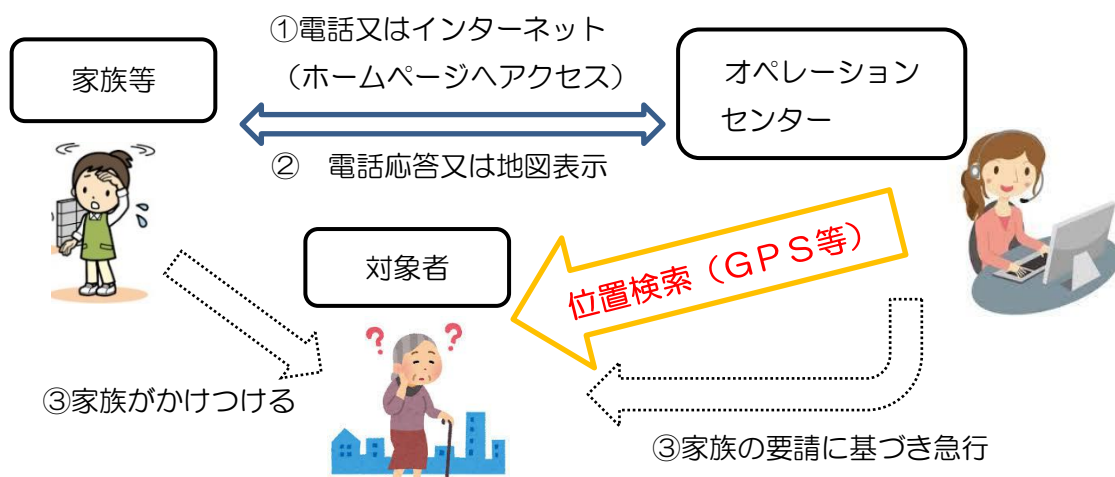 ①電話又はインターネット
(ホームページへアクセス)
家族等
オペレーション
センター
② 電話応答又は地図表示
対象者
位置検索(GPS等)
? ?
③家族がかけつける
③家族の要請に基づき急行